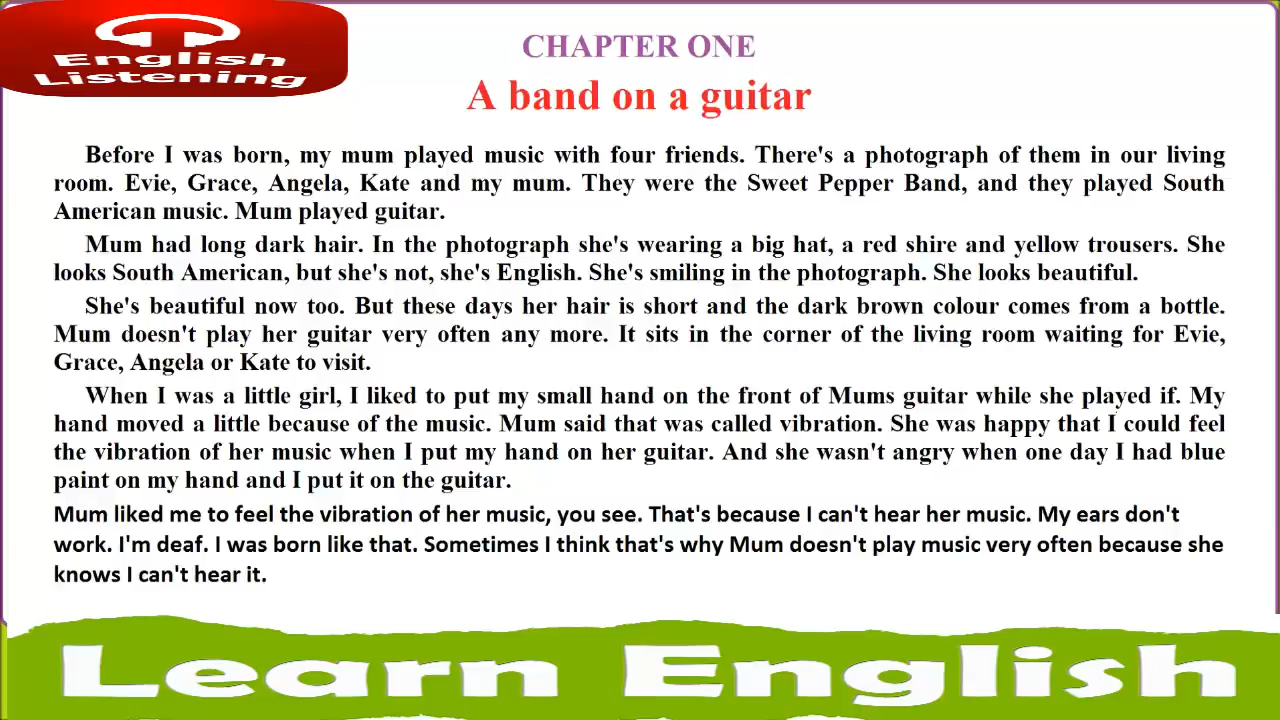 English
Listening
CHAPTER ONE
A band on a guitar
Before I was born, my mum played music with four friends. There's a photograph of them in our living
room. Evie, Grace, Angela, Kate and my mum. They were the Sweet Pepper Band, and they played South
American music. Mum played guitar.
Mum had long dark hair. In the photograph she's wearing a big hat, a red shire and yellow trousers. She
looks South American, but she's not, she's English. She's smiling in the photograph. She looks beautiful.
She's beautiful now too. But these days her hair is short and the dark brown colour comes from a bottle.
Mum doesn't play her guitar very often any more. It sits in the corner of the living room waiting for Evie,
Grace, Angela or Kate to visit.
When I was a little girl, I liked to put my small hand on the front of Mums guitar while she played if. My
hand moved a little because of the music. Mum said that was called vibration. She was happy that I could feel
the vibration of her music when I put my hand on her guitar. And she wasn't angry when one day I had blue
paint on my hand and I put it on the guitar.
Mum liked me to feel the vibration of her music, you see. That's because I can't hear her music. My ears don't
work. I'm deaf. I was born like that. Sometimes I think that's why Mum doesn't play music very often because she
knows I can't hear it.
Learn English